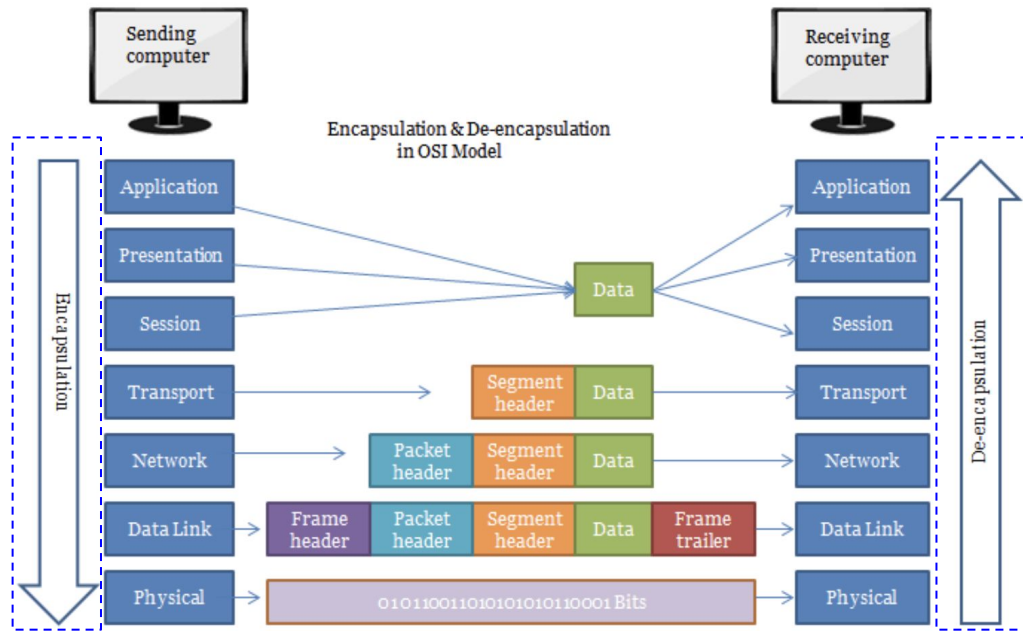 Sending
computer
Receiving
computer
Encapsulation & De-encapsulation
in OSI Model
Encapsulation
De-encapsulation
Application
Application
Presentation
Presentation
Data
Session
Session
Transport
Segment
header
Data
Transport
Network
Packet
header
Segment
header
Data
Network
Data Link
Frame
header
Packet
header
Segment
header
Data
Frame
trailer
Data Link
Physical
010110011010101010110001 Bits
Physical